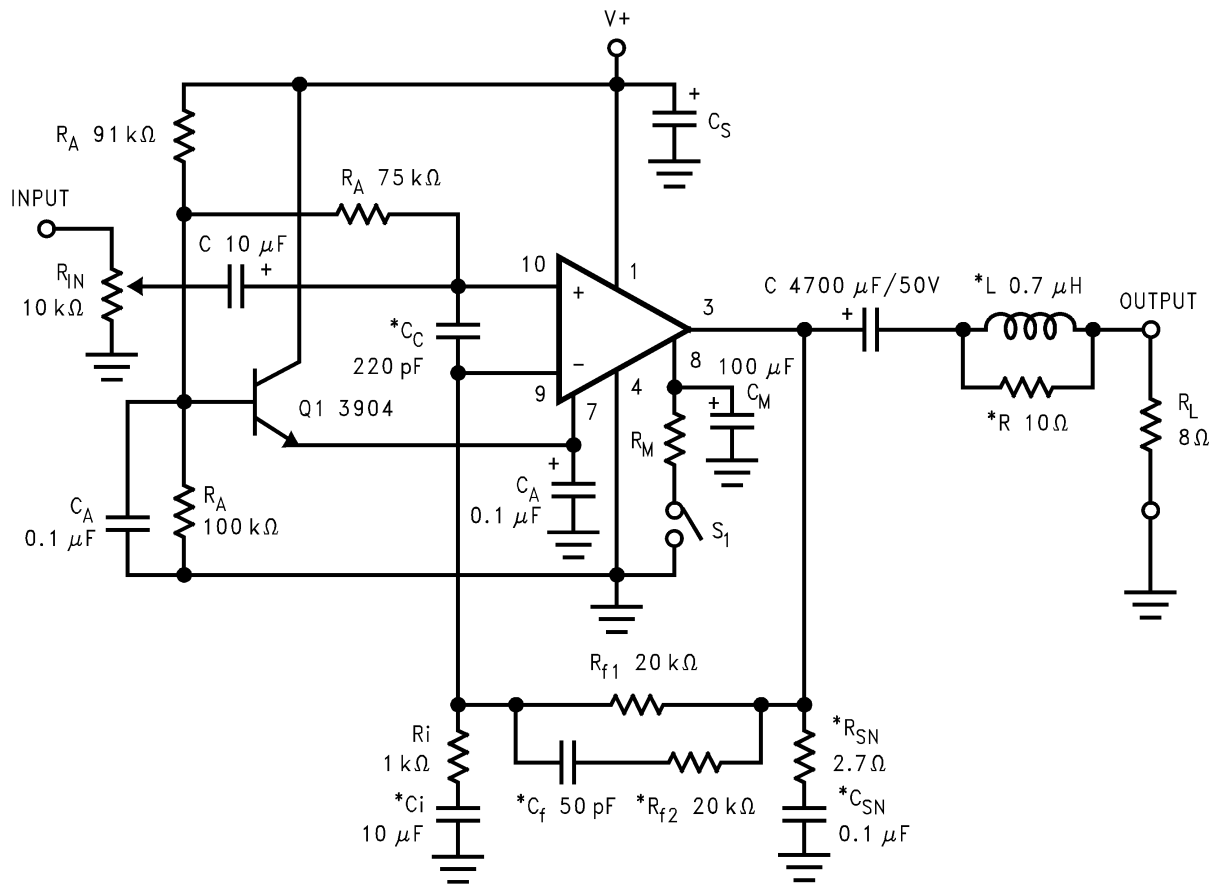 V+
+
C_S
R_A 91 kΩ
R_A 75 kΩ
INPUT
C 10 μF
+
R_IN
10 kΩ
10
1
+
*C_C
220 pF
−
9
7
4
8
3
C 4700 μF/50V
+
*L 0.7 μH
OUTPUT
*R 10Ω
R_L
8Ω
100 μF
C_M
+
R_M
S_1
Q1 3904
+
C_A
0.1 μF
C_A
0.1 μF
R_A
100 kΩ
R_f1 20 kΩ
Ri
1 kΩ
*Ci
10 μF
*C_f 50 pF
*R_f2 20 kΩ
*R_SN
2.7Ω
*C_SN
0.1 μF